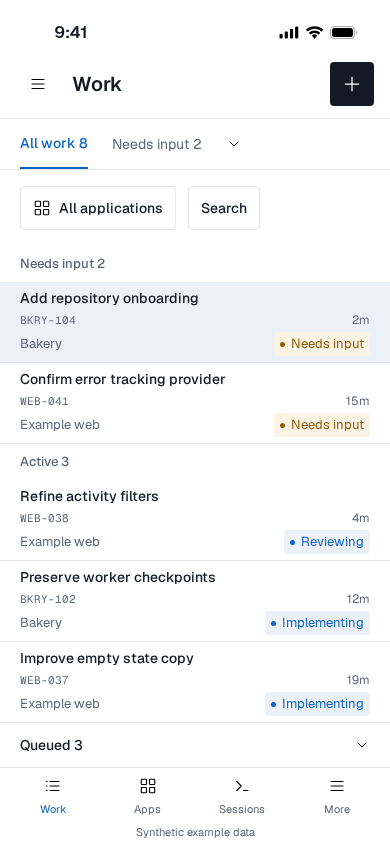 9:41
Work
All work 8
Needs input 2
All applications
Search
Needs input 2
Add repository onboarding
BKRY-104
2m
Bakery
Needs input
Confirm error tracking provider
WEB-041
15m
Example web
Needs input
Active 3
Refine activity filters
WEB-038
4m
Example web
Reviewing
Preserve worker checkpoints
BKRY-102
12m
Bakery
Implementing
Improve empty state copy
WEB-037
19m
Example web
Implementing
Queued 3
Work
Apps
Sessions
More
Synthetic example data